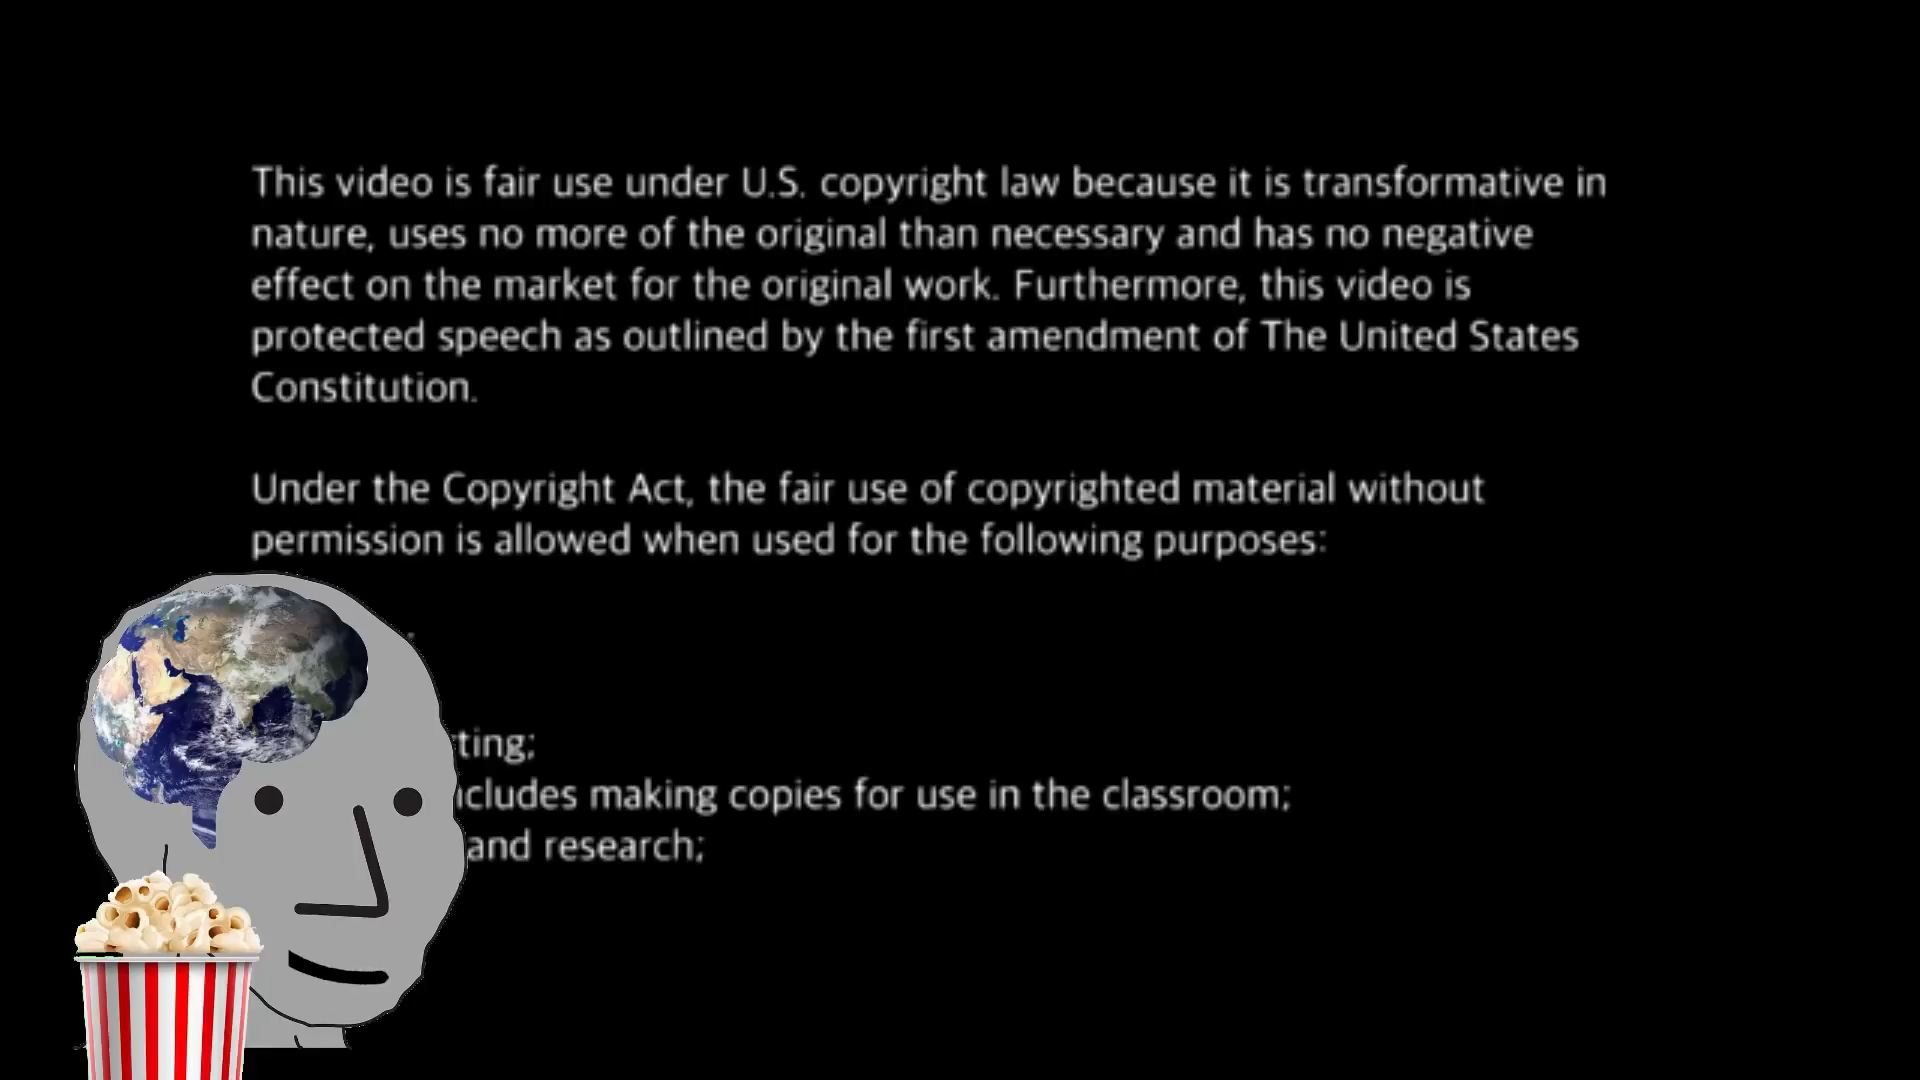 This video is fair use under U.S. copyright law because it is transformative in
nature, uses no more of the original than necessary and has no negative
effect on the market for the original work. Furthermore, this video is
protected speech as outlined by the first amendment of The United States
Constitution.
Under the Copyright Act, the fair use of copyrighted material without
permission is allowed when used for the following purposes:
making copies for use in the classroom;
and research;